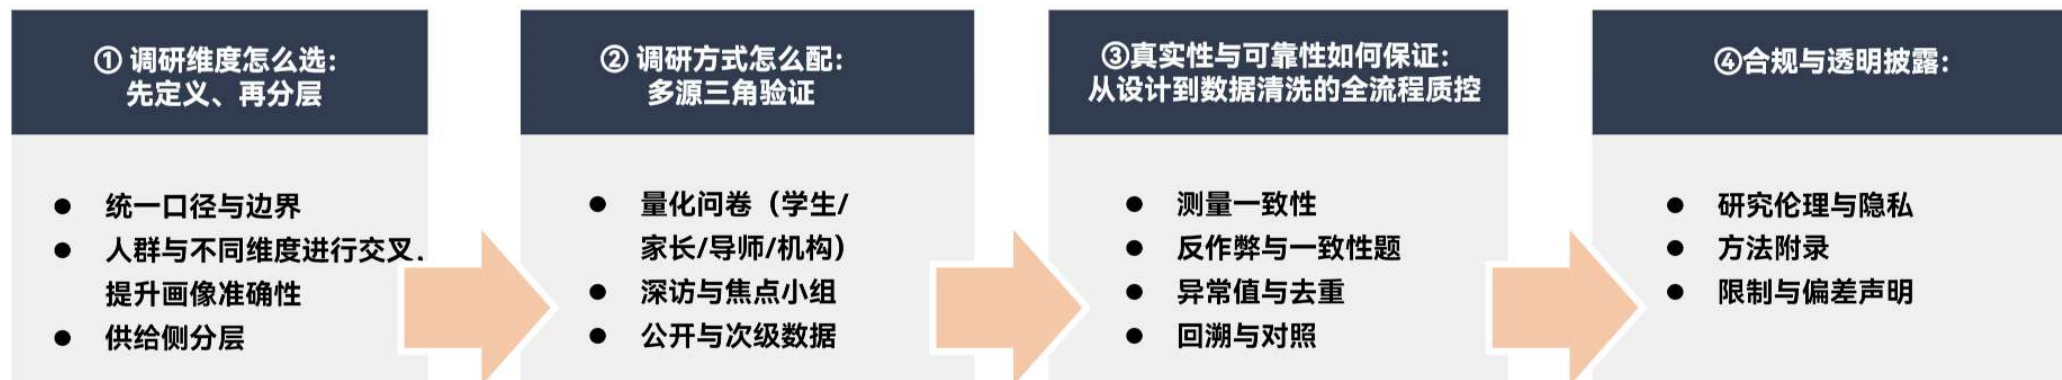 ① 调研维度怎么选：
先定义、再分层
● 统一口径与边界
● 人群与不同维度进行交叉.
提升画像准确性
● 供给侧分层
② 调研方式怎么配：
多源三角验证
● 量化问卷（学生/
家长/导师/机构）
● 深访与焦点小组
● 公开与次级数据
③真实性与可靠性如何保证：
从设计到数据清洗的全流程质控
● 测量一致性
● 反作弊与一致性题
● 异常值与去重
● 回溯与对照
④合规与透明披露：
● 研究伦理与隐私
● 方法附录
● 限制与偏差声明